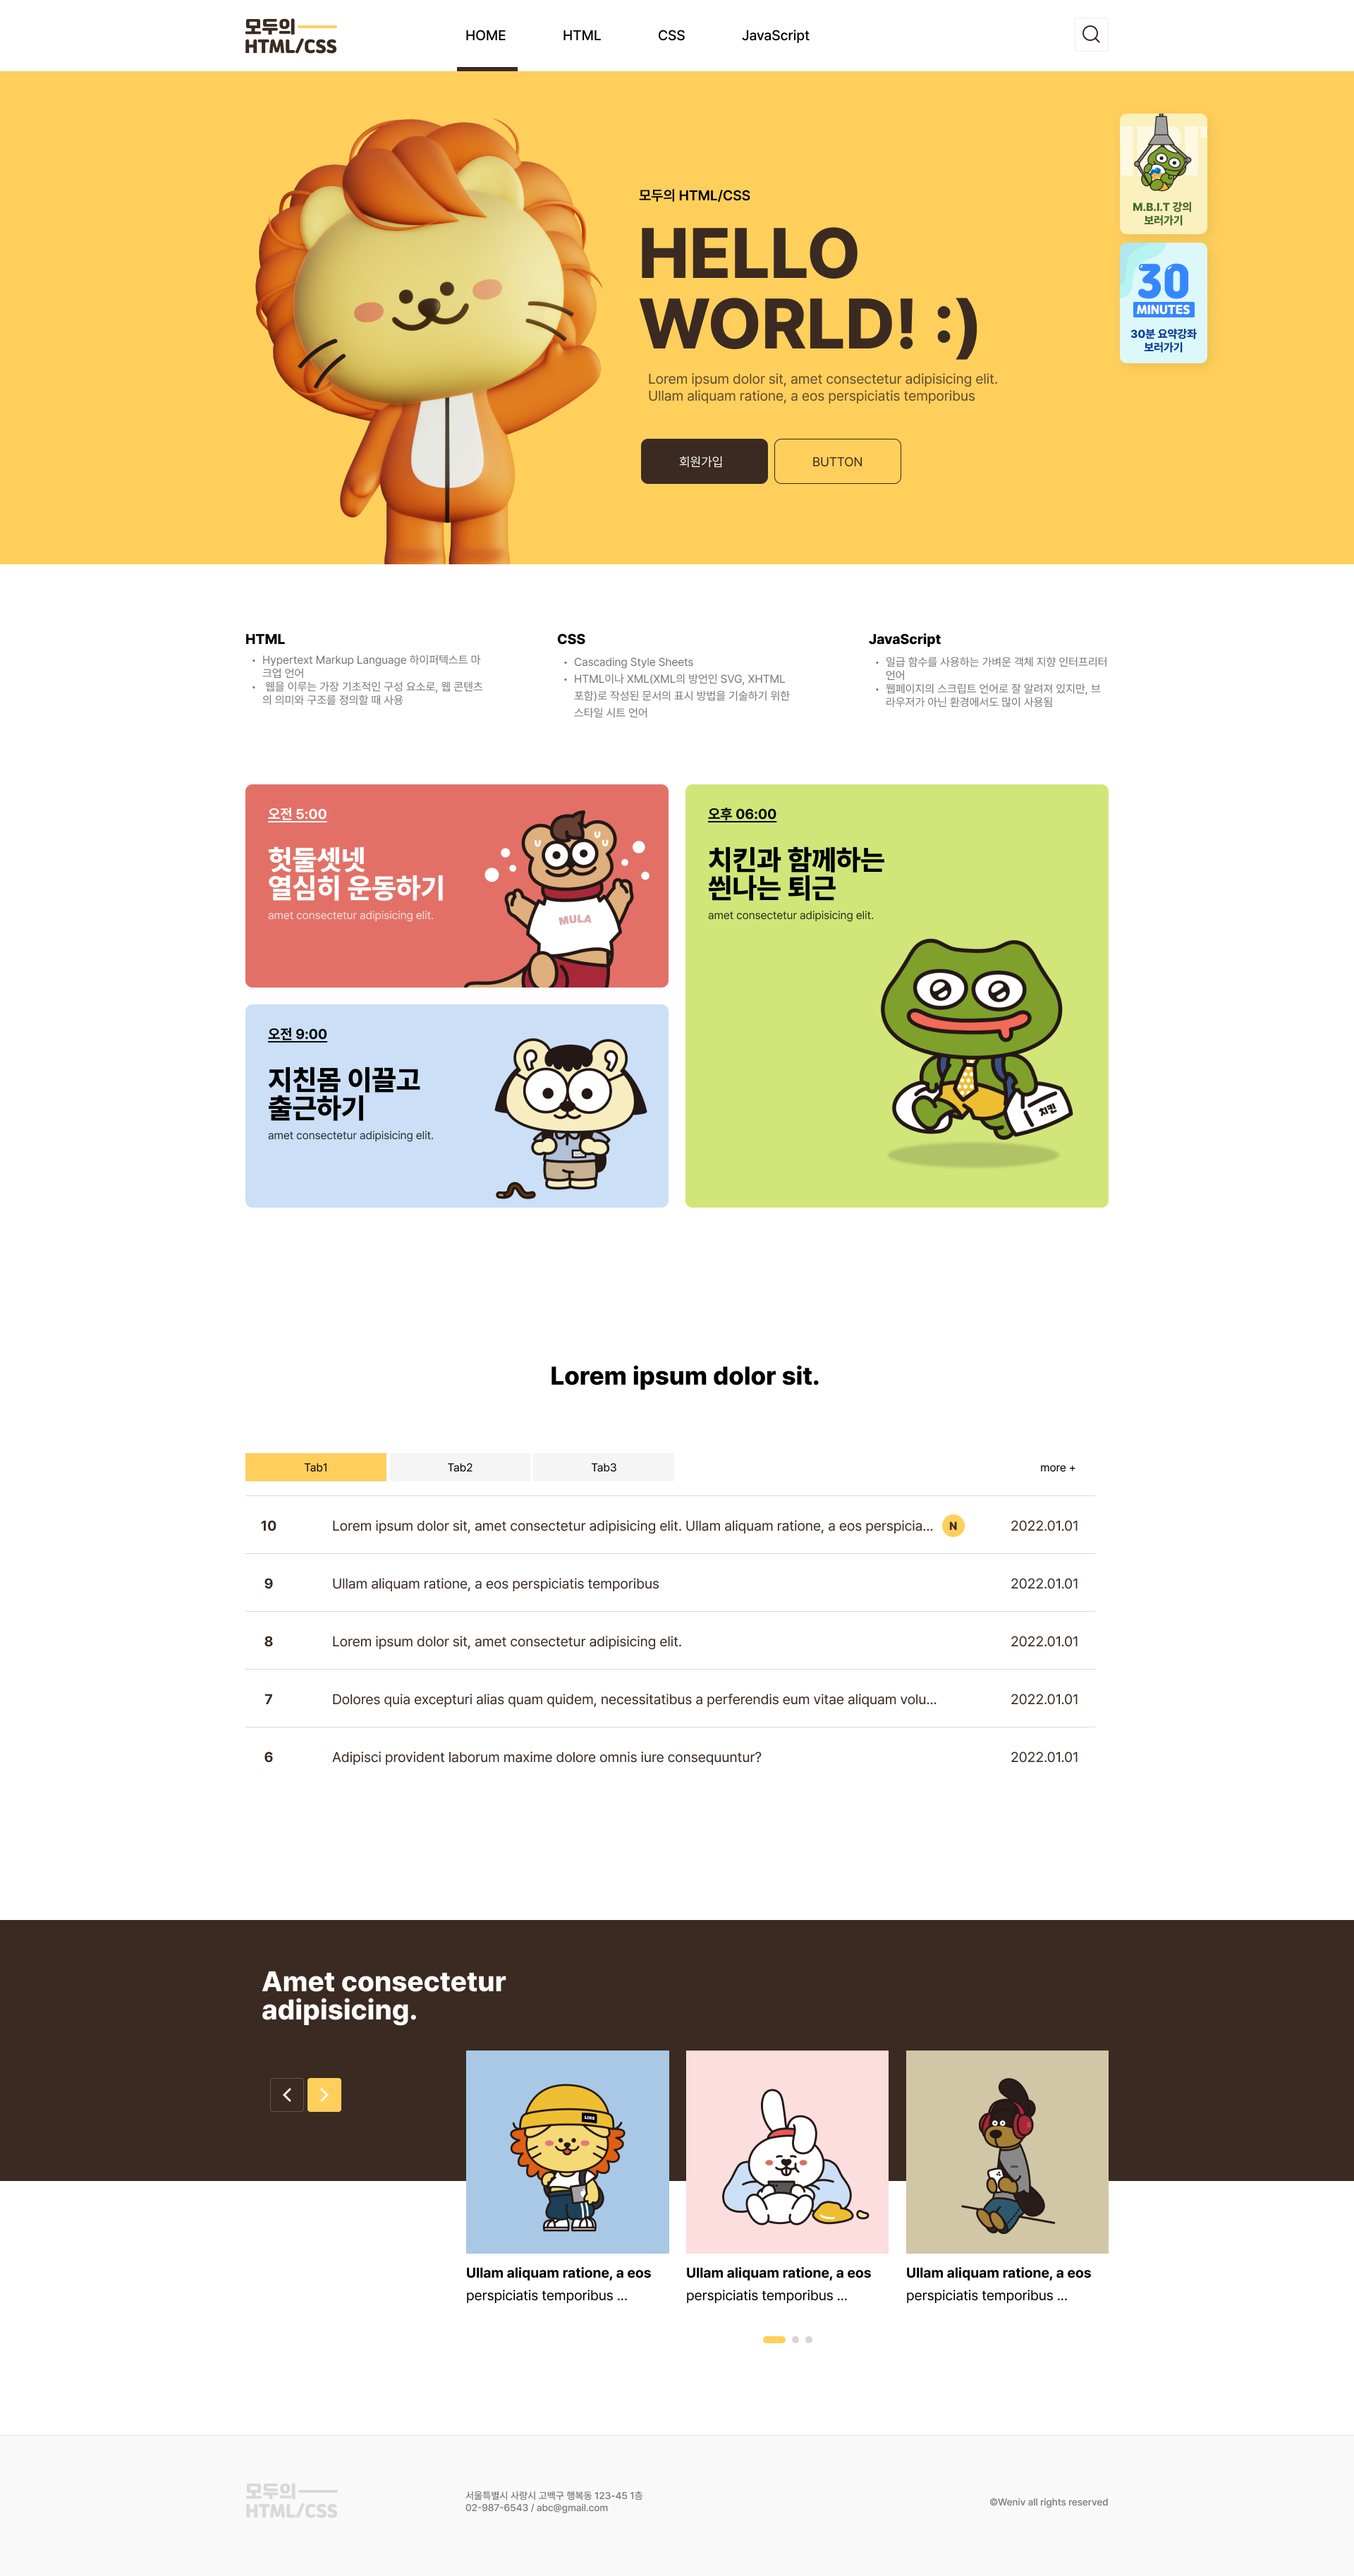 모두의
HTML/CSS
HOME
HTML
CSS
JavaScript
모두의 HTML/CSS
HELLO
WORLD! :)
Lorem ipsum dolor sit, amet consectetur adipisicing elit.
Ullam aliquam ratione, a eos perspiciatis temporibus
회원가입
BUTTON
M.B.I.T 강의
보러가기
30
MINUTES
30분 요약강좌
보러가기
HTML
• Hypertext Markup Language 하이퍼텍스트 마
크업 언어
• 웹을 이루는 가장 기초적인 구성 요소로, 웹 콘텐츠
의 의미와 구조를 정의할 때 사용
CSS
• Cascading Style Sheets
• HTML이나 XML(XML의 방언인 SVG, XHTML
포함)로 작성된 문서의 표시 방법을 기술하기 위한
스타일 시트 언어
JavaScript
• 일급 함수를 사용하는 가벼운 객체 지향 인터프리터
언어
• 웹페이지의 스크립트 언어로 잘 알려져 있지만, 브
라우저가 아닌 환경에서도 많이 사용됨
오전 5:00
헛둘셋넷
열심히 운동하기
amet consectetur adipisicing elit.
MULA
오전 9:00
지친몸 이끌고
출근하기
amet consectetur adipisicing elit.
오후 06:00
치킨과 함께하는
씐나는 퇴근
amet consectetur adipisicing elit.
치킨
Lorem ipsum dolor sit.
Tab1
Tab2
Tab3
more +
10 Lorem ipsum dolor sit, amet consectetur adipisicing elit. Ullam aliquam ratione, a eos perspicia... N 2022.01.01
9 Ullam aliquam ratione, a eos perspiciatis temporibus 2022.01.01
8 Lorem ipsum dolor sit, amet consectetur adipisicing elit. 2022.01.01
7 Dolores quia excepturi alias quam quidem, necessitatibus a perferendis eum vitae aliquam volu... 2022.01.01
6 Adipisci provident laborum maxime dolore omnis iure consequuntur? 2022.01.01
Amet consectetur
adipisicing.
Ullam aliquam ratione, a eos
perspiciatis temporibus ...
Ullam aliquam ratione, a eos
perspiciatis temporibus ...
Ullam aliquam ratione, a eos
perspiciatis temporibus ...
모두의
HTML/CSS
서울특별시 사랑시 고백구 행복동 123-45 1층
02-987-6543 / abc@gmail.com
©Weniv all rights reserved